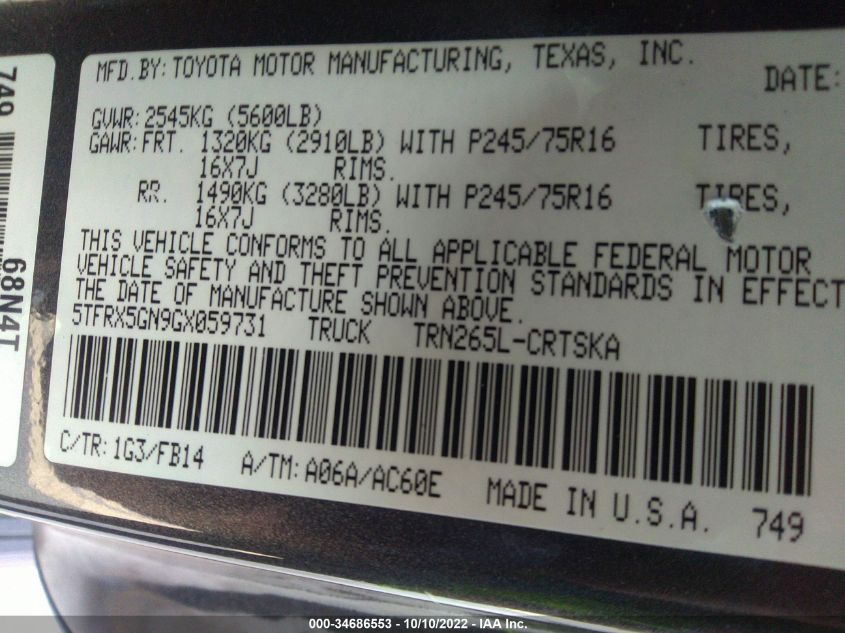 MFD.BY:TOYOTA MOTOR MANUFACTURING, TEXAS, INC.
DATE:
GVWR:2545KG (5600LB)
GAWR:FRT. 1320KG (2910LB) WITH P245/75R16 TIRES,
16X7J RIMS.
RR. 1490KG (3280LB) WITH P245/75R16 TIRES,
16X7J RIMS.
THIS VEHICLE CONFORMS TO ALL APPLICABLE FEDERAL MOTOR
VEHICLE SAFETY AND THEFT PREVENTION STANDARDS IN EFFECT
THE DATE OF MANUFACTURE SHOWN ABOVE.
5TFRX5GN9GX059731 TRUCK TRN265L-CRTSKA
C/TR:1G3/FB14 A/TM:A06A/AC60E MADE IN U.S.A. 749
749
68N4T
000-34686553 - 10/10/2022 - IAA Inc.